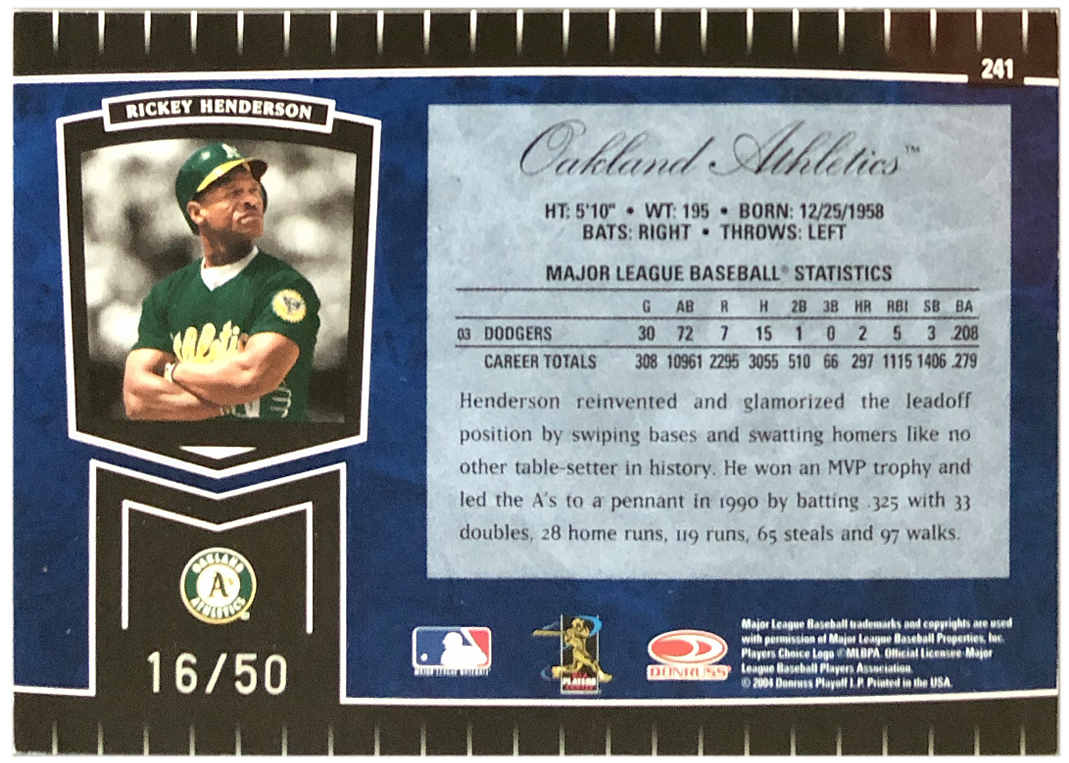 241
RICKEY HENDERSON
Athletics
Oakland Athletics™
HT: 5'10" • WT: 195 • BORN: 12/25/1958
BATS: RIGHT • THROWS: LEFT
MAJOR LEAGUE BASEBALL® STATISTICS
G AB R H 2B 3B HR RBI SB BA
03 DODGERS 30 72 7 15 1 0 2 5 3 .208
CAREER TOTALS 308 10961 2295 3055 510 66 297 1115 1406 .279
Henderson reinvented and glamorized the leadoff
position by swiping bases and swatting homers like no
other table-setter in history. He won an MVP trophy and
led the A's to a pennant in 1990 by batting .325 with 33
doubles, 28 home runs, 119 runs, 65 steals and 97 walks.
OAKLAND
A's
ATHLETICS
16/50
MAJOR LEAGUE BASEBALL
PLAYERS
CHOICE
DONRUSS
Major League Baseball trademarks and copyrights are used
with permission of Major League Baseball Properties, Inc.
Players Choice Logo ©MLBPA. Official Licensee-Major
League Baseball Players Association.
© 2004 Donruss Playoff L.P. Printed in the USA.